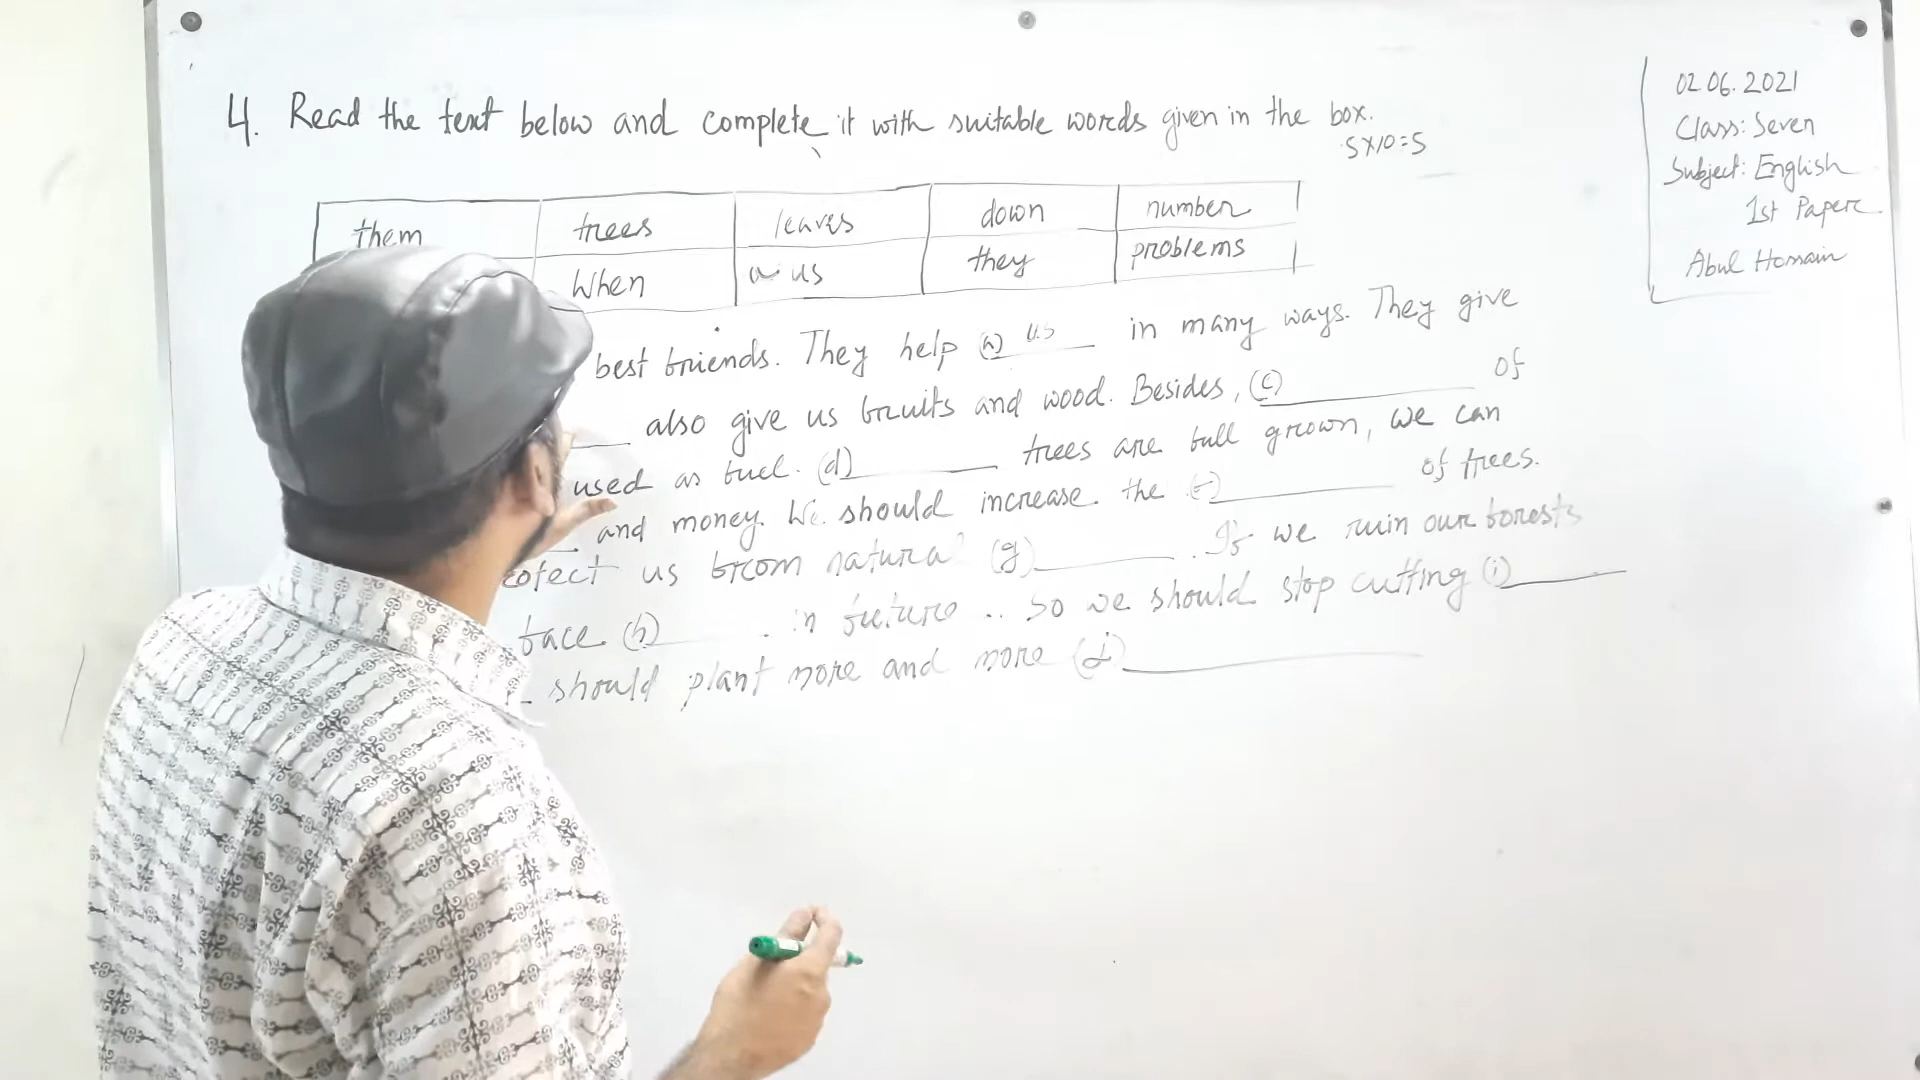 4. Read the text below and complete it with suitable words given in the box.
5X10=5
them trees leaves down number
When us they problems
best friends. They help (a) us in many ways. They give
also give us fruits and wood. Besides, (c) of
used as fuel. (d) trees are full grown, we can
and money. We should increase the of trees.
us from natural (g) . If we ruin our forests
face (h) in future .. So we should stop cutting (i)
should plant more and more (j)
02.06.2021
Class: Seven
Subject: English
1st Paper
Abul Hossain